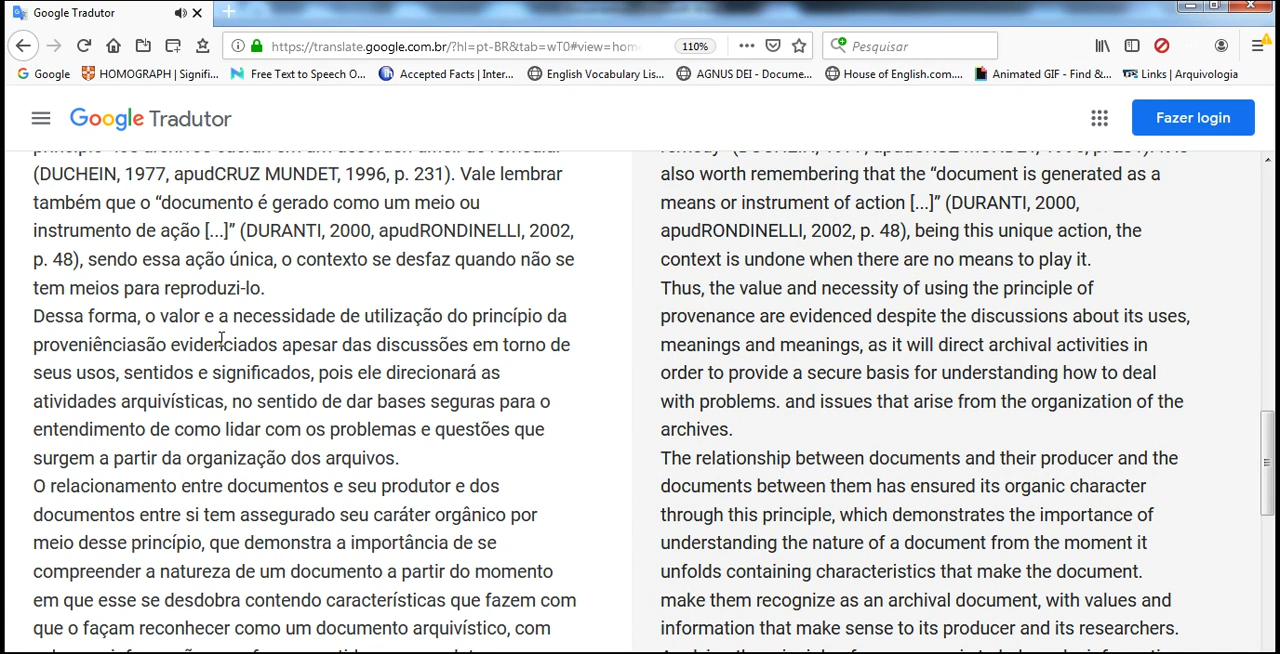 Google Tradutor
https://translate.google.com.br/?hl=pt-BR&tab=wT0#view=hom
110%
Pesquisar
Google
HOMOGRAPH | Signifi...
Free Text to Speech O...
Accepted Facts | Inter...
English Vocabulary Lis...
AGNUS DEI - Docume...
House of English.com....
Animated GIF - Find &...
Links | Arquivologia
Google Tradutor
Fazer login
(DUCHEIN, 1977, apudCRUZ MUNDET, 1996, p. 231). Vale lembrar
também que o “documento é gerado como um meio ou
instrumento de ação [...]” (DURANTI, 2000, apudRONDINELLI, 2002,
p. 48), sendo essa ação única, o contexto se desfaz quando não se
tem meios para reproduzi-lo.
Dessa forma, o valor e a necessidade de utilização do princípio da
proveniênciasão evidenciados apesar das discussões em torno de
seus usos, sentidos e significados, pois ele direcionará as
atividades arquivísticas, no sentido de dar bases seguras para o
entendimento de como lidar com os problemas e questões que
surgem a partir da organização dos arquivos.
O relacionamento entre documentos e seu produtor e dos
documentos entre si tem assegurado seu caráter orgânico por
meio desse princípio, que demonstra a importância de se
compreender a natureza de um documento a partir do momento
em que esse se desdobra contendo características que fazem com
que o façam reconhecer como um documento arquivístico, com
also worth remembering that the “document is generated as a
means or instrument of action [...]” (DURANTI, 2000,
apudRONDINELLI, 2002, p. 48), being this unique action, the
context is undone when there are no means to play it.
Thus, the value and necessity of using the principle of
provenance are evidenced despite the discussions about its uses,
meanings and meanings, as it will direct archival activities in
order to provide a secure basis for understanding how to deal
with problems. and issues that arise from the organization of the
archives.
The relationship between documents and their producer and the
documents between them has ensured its organic character
through this principle, which demonstrates the importance of
understanding the nature of a document from the moment it
unfolds containing characteristics that make the document.
make them recognize as an archival document, with values and
information that make sense to its producer and its researchers.